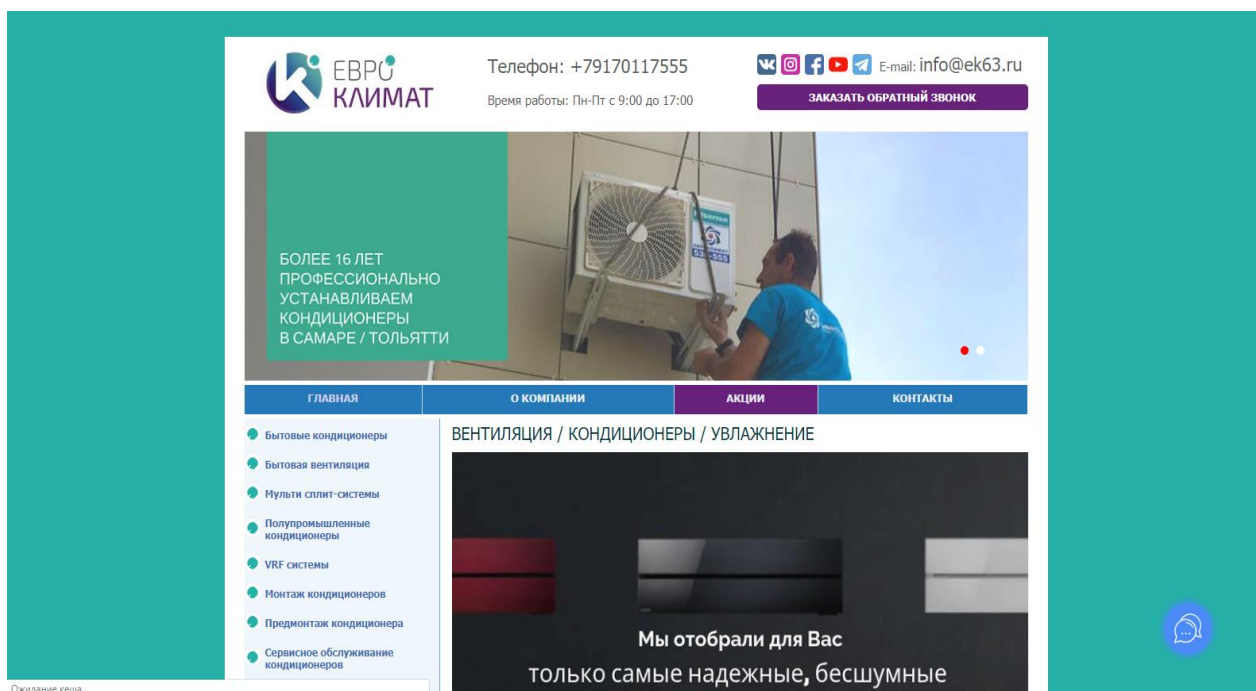 ЕВРО
КЛИМАТ
Телефон: +79170117555
Время работы: Пн-Пт с 9:00 до 17:00
E-mail: info@ek63.ru
ЗАКАЗАТЬ ОБРАТНЫЙ ЗВОНОК
Hisense
БОЛЕЕ 16 ЛЕТ
ПРОФЕССИОНАЛЬНО
УСТАНАВЛИВАЕМ
КОНДИЦИОНЕРЫ
В САМАРЕ / ТОЛЬЯТТИ
ГЛАВНАЯ
О КОМПАНИИ
АКЦИИ
КОНТАКТЫ
Бытовые кондиционеры
Бытовая вентиляция
Мульти сплит-системы
Полупромышленные
кондиционеры
VRF системы
Монтаж кондиционеров
Предмонтаж кондиционера
Сервисное обслуживание
кондиционеров
ВЕНТИЛЯЦИЯ / КОНДИЦИОНЕРЫ / УВЛАЖНЕНИЕ
Мы отобрали для Вас
только самые надежные, бесшумные
Ожидание кеша